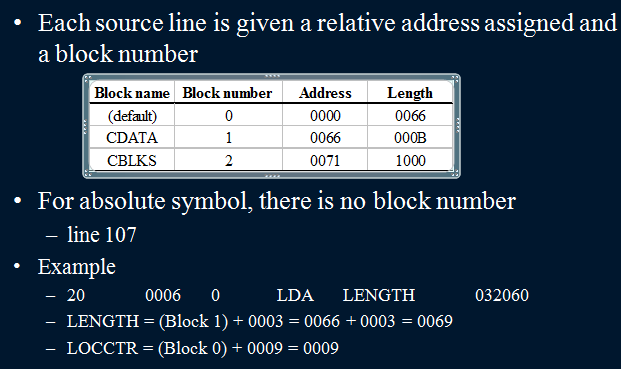 • Each source line is given a relative address assigned and
a block number
Block name Block number Address Length
(default) 0 0000 0066
CDATA 1 0066 000B
CBLKS 2 0071 1000
• For absolute symbol, there is no block number
– line 107
• Example
– 20 0006 0 LDA LENGTH 032060
– LENGTH = (Block 1) + 0003 = 0066 + 0003 = 0069
– LOCCTR = (Block 0) + 0009 = 0009